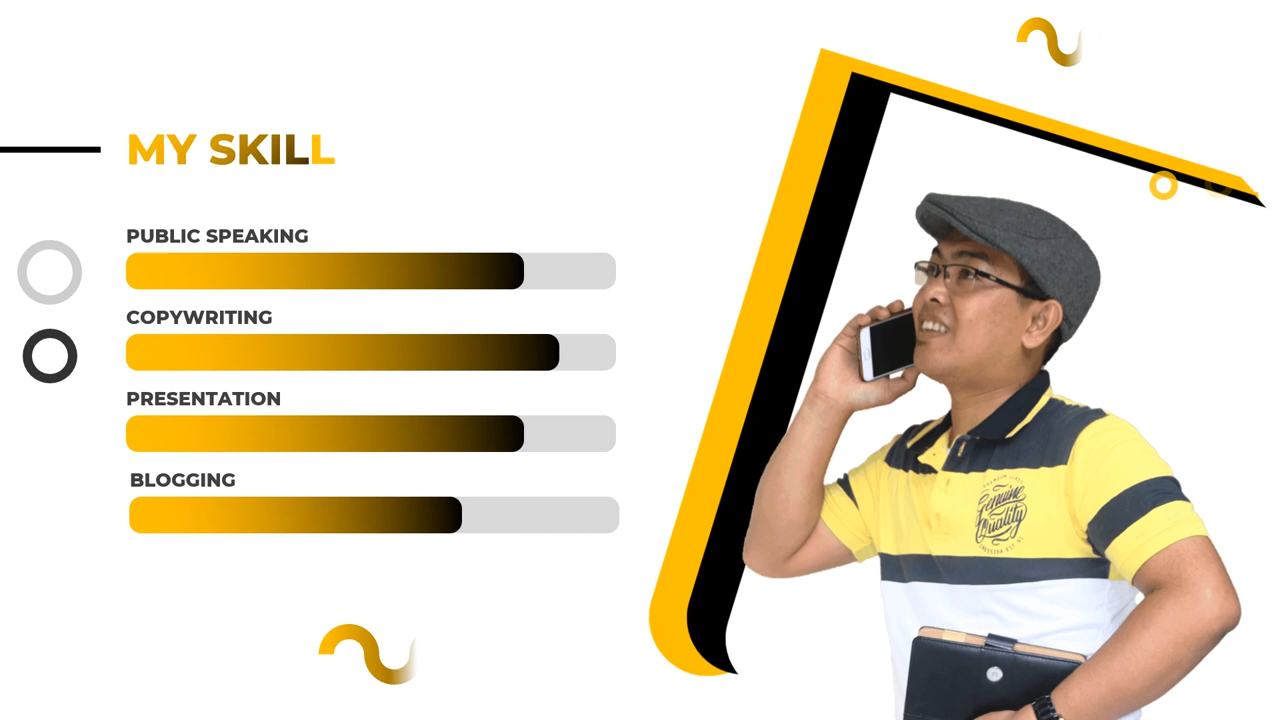 MY SKILL
PUBLIC SPEAKING
COPYWRITING
PRESENTATION
BLOGGING
Genuine
Quality